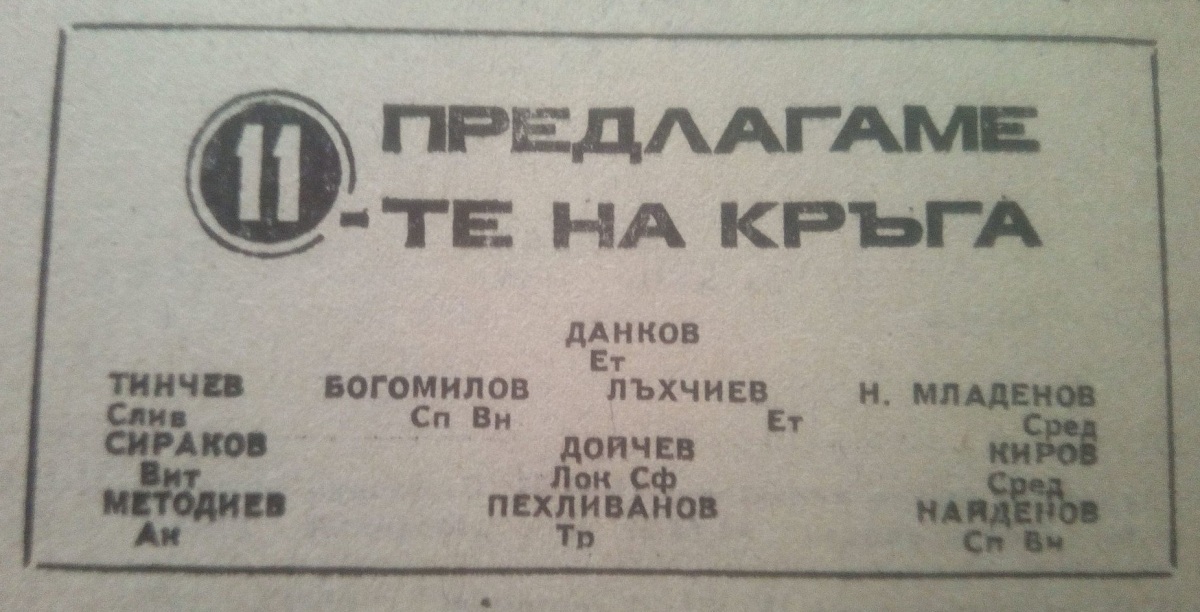 ПРЕДЛАГАМЕ
11-ТЕ НА КРЪГА
ДАНКОВ
Ет
ТИНЧЕВ БОГОМИЛОВ ЛЪХЧИЕВ Н. МЛАДЕНОВ
Слив Сп Вн Ет Сред
СИРАКОВ ДОЙЧЕВ КИРОВ
Вит Лок Сф Сред
МЕТОДИЕВ ПЕХЛИВАНОВ НАЙДЕНОВ
Ак Тр Сп Вн